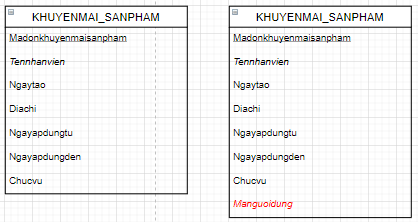 KHUYENMAI_SANPHAM
Madonkhuyenmaisanpham
Tennhanvien
Ngaytao
Diachi
Ngayapdungtu
Ngayapdungden
Chucvu
KHUYENMAI_SANPHAM
Madonkhuyenmaisanpham
Tennhanvien
Ngaytao
Diachi
Ngayapdungtu
Ngayapdungden
Chucvu
Manguoidung